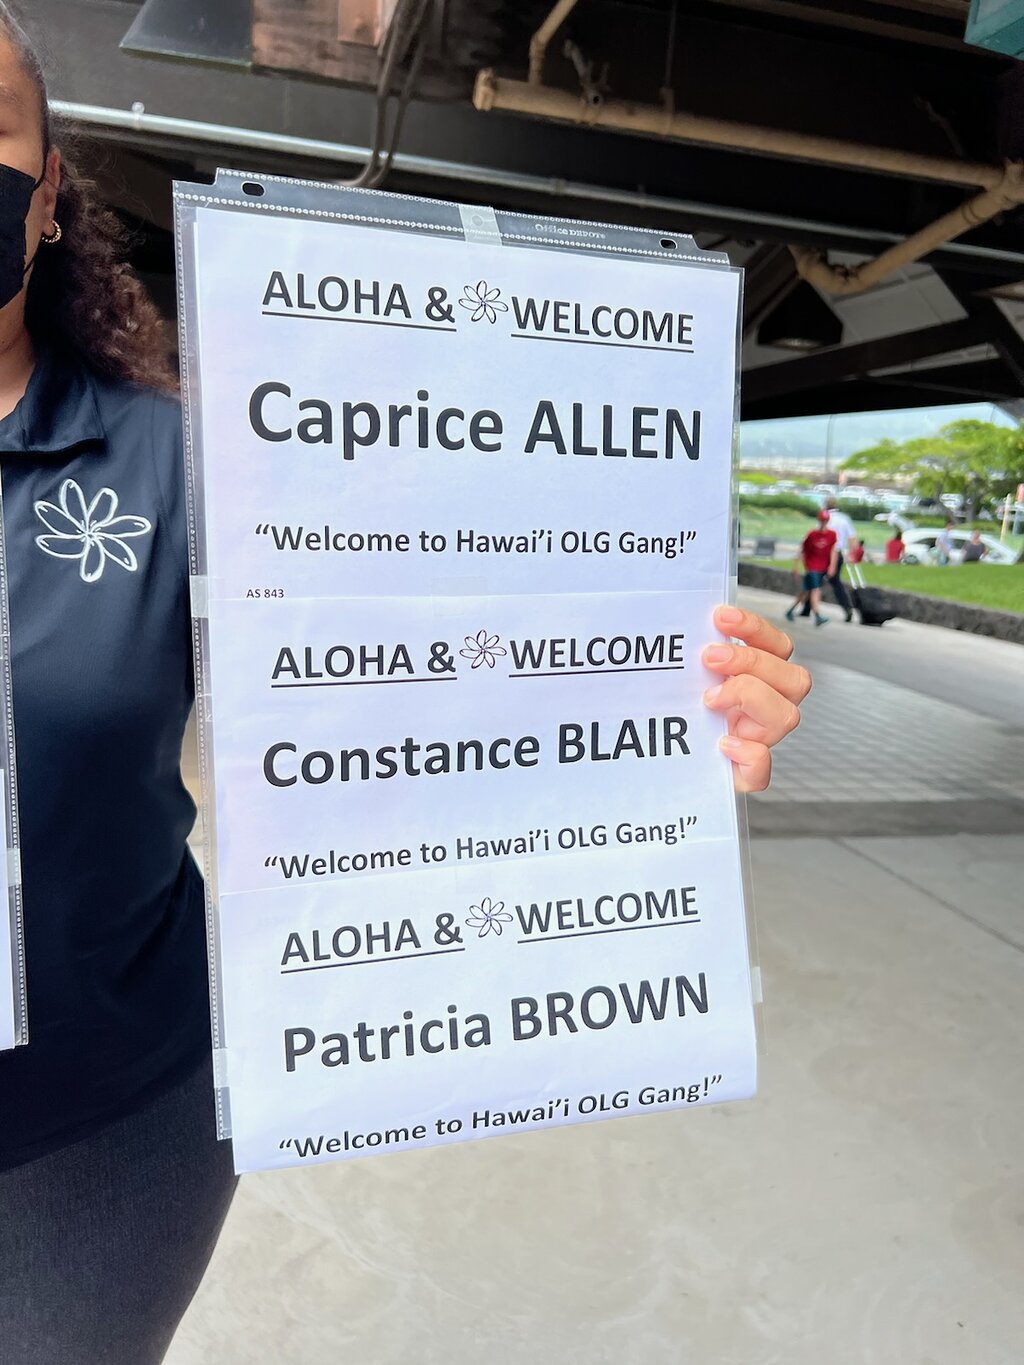 Office DEPOT
ALOHA & WELCOME
Caprice ALLEN
“Welcome to Hawai’i OLG Gang!”
AS 843
ALOHA & WELCOME
Constance BLAIR
“Welcome to Hawai’i OLG Gang!”
ALOHA & WELCOME
Patricia BROWN
“Welcome to Hawai’i OLG Gang!”